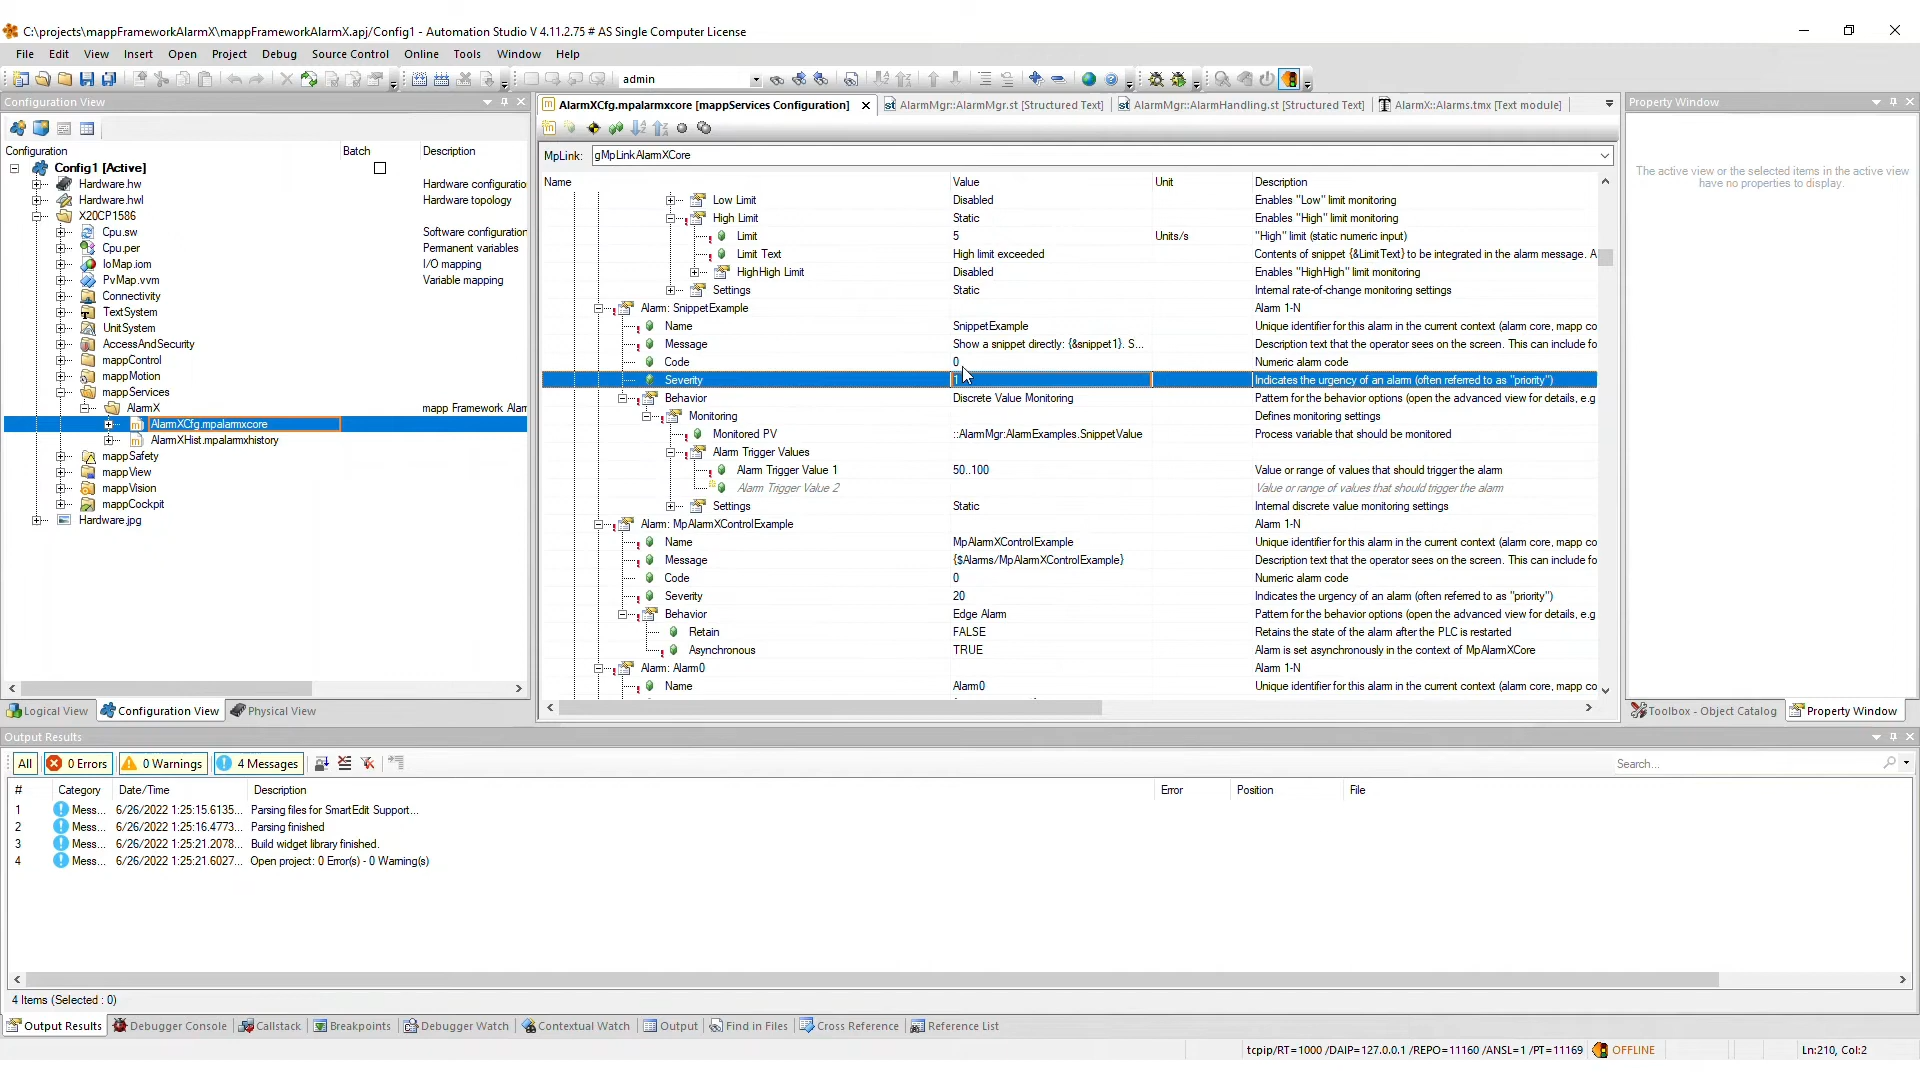 C:\projects\mappFrameworkAlarmX\mappFrameworkAlarmX.apj/Config1 - Automation Studio V 4.11.2.75 # AS Single Computer License
File Edit View Insert Open Project Debug Source Control Online Tools Window Help
admin
Configuration View
AlarmXCfg.mpalarmxcore [mappServices Configuration] AlarmMgr::AlarmMgr.st [Structured Text] AlarmMgr::AlarmHandling.st [Structured Text] AlarmX::Alarms.tmx [Text module]
Property Window
The active view or the selected items in the active view have no properties to display.
Configuration Batch Description
Config1 [Active]
Hardware.hw Hardware configuratio
Hardware.hwl Hardware topology
X20CP1586
Cpu.sw Software configuration
Cpu.per Permanent variables
IoMap.iom I/O mapping
PvMap.vvm Variable mapping
Connectivity
TextSystem
UnitSystem
AccessAndSecurity
mappControl
mappMotion
mappServices
AlarmX mapp Framework Alarm
AlarmXCfg.mpalarmxcore
AlarmXHist.mpalarmxhistory
mappSafety
mappView
mappVision
mappCockpit
Hardware.jpg
Logical View Configuration View Physical View
MpLink: gMpLinkAlarmXCore
Name Value Unit Description
Low Limit Disabled Enables "Low" limit monitoring
High Limit Static Enables "High" limit monitoring
Limit 5 Units/s "High" limit (static numeric input)
Limit Text High limit exceeded Contents of snippet {&LimitText} to be integrated in the alarm message. A
HighHigh Limit Disabled Enables "HighHigh" limit monitoring
Settings Static Internal rate-of-change monitoring settings
Alarm: SnippetExample Alarm 1-N
Name SnippetExample Unique identifier for this alarm in the current context (alarm core, mapp co
Message Show a snippet directly: {&snippet1}. S... Description text that the operator sees on the screen. This can include fo
Code 0 Numeric alarm code
Severity 1 Indicates the urgency of an alarm (often referred to as "priority")
Behavior Discrete Value Monitoring Pattern for the behavior options (open the advanced view for details, e.g
Monitoring Defines monitoring settings
Monitored PV ::AlarmMgr:AlarmExamples.SnippetValue Process variable that should be monitored
Alarm Trigger Values
Alarm Trigger Value 1 50..100 Value or range of values that should trigger the alarm
Alarm Trigger Value 2 Value or range of values that should trigger the alarm
Settings Static Internal discrete value monitoring settings
Alarm: MpAlarmXControlExample Alarm 1-N
Name MpAlarmXControlExample Unique identifier for this alarm in the current context (alarm core, mapp co
Message {$Alarms/MpAlarmXControlExample} Description text that the operator sees on the screen. This can include fo
Code 0 Numeric alarm code
Severity 20 Indicates the urgency of an alarm (often referred to as "priority")
Behavior Edge Alarm Pattern for the behavior options (open the advanced view for details, e.g
Retain FALSE Retains the state of the alarm after the PLC is restarted
Asynchronous TRUE Alarm is set asynchronously in the context of MpAlarmXCore
Alarm: Alarm0 Alarm 1-N
Name Alarm0 Unique identifier for this alarm in the current context (alarm core, mapp co
Toolbox - Object Catalog Property Window
Output Results
All 0 Errors 0 Warnings 4 Messages Search...
# Category Date/Time Description Error Position File
1 Mess... 6/26/2022 1:25:15.6135... Parsing files for SmartEdit Support...
2 Mess... 6/26/2022 1:25:16.4773... Parsing finished
3 Mess... 6/26/2022 1:25:21.2078... Build widget library finished.
4 Mess... 6/26/2022 1:25:21.6027... Open project: 0 Error(s) - 0 Warning(s)
4 Items (Selected : 0)
Output Results Debugger Console Callstack Breakpoints Debugger Watch Contextual Watch Output Find in Files Cross Reference Reference List
tcpip/RT=1000 /DAIP=127.0.0.1 /REPO=11160 /ANSL=1 /PT=11169 OFFLINE Ln:210, Col:2